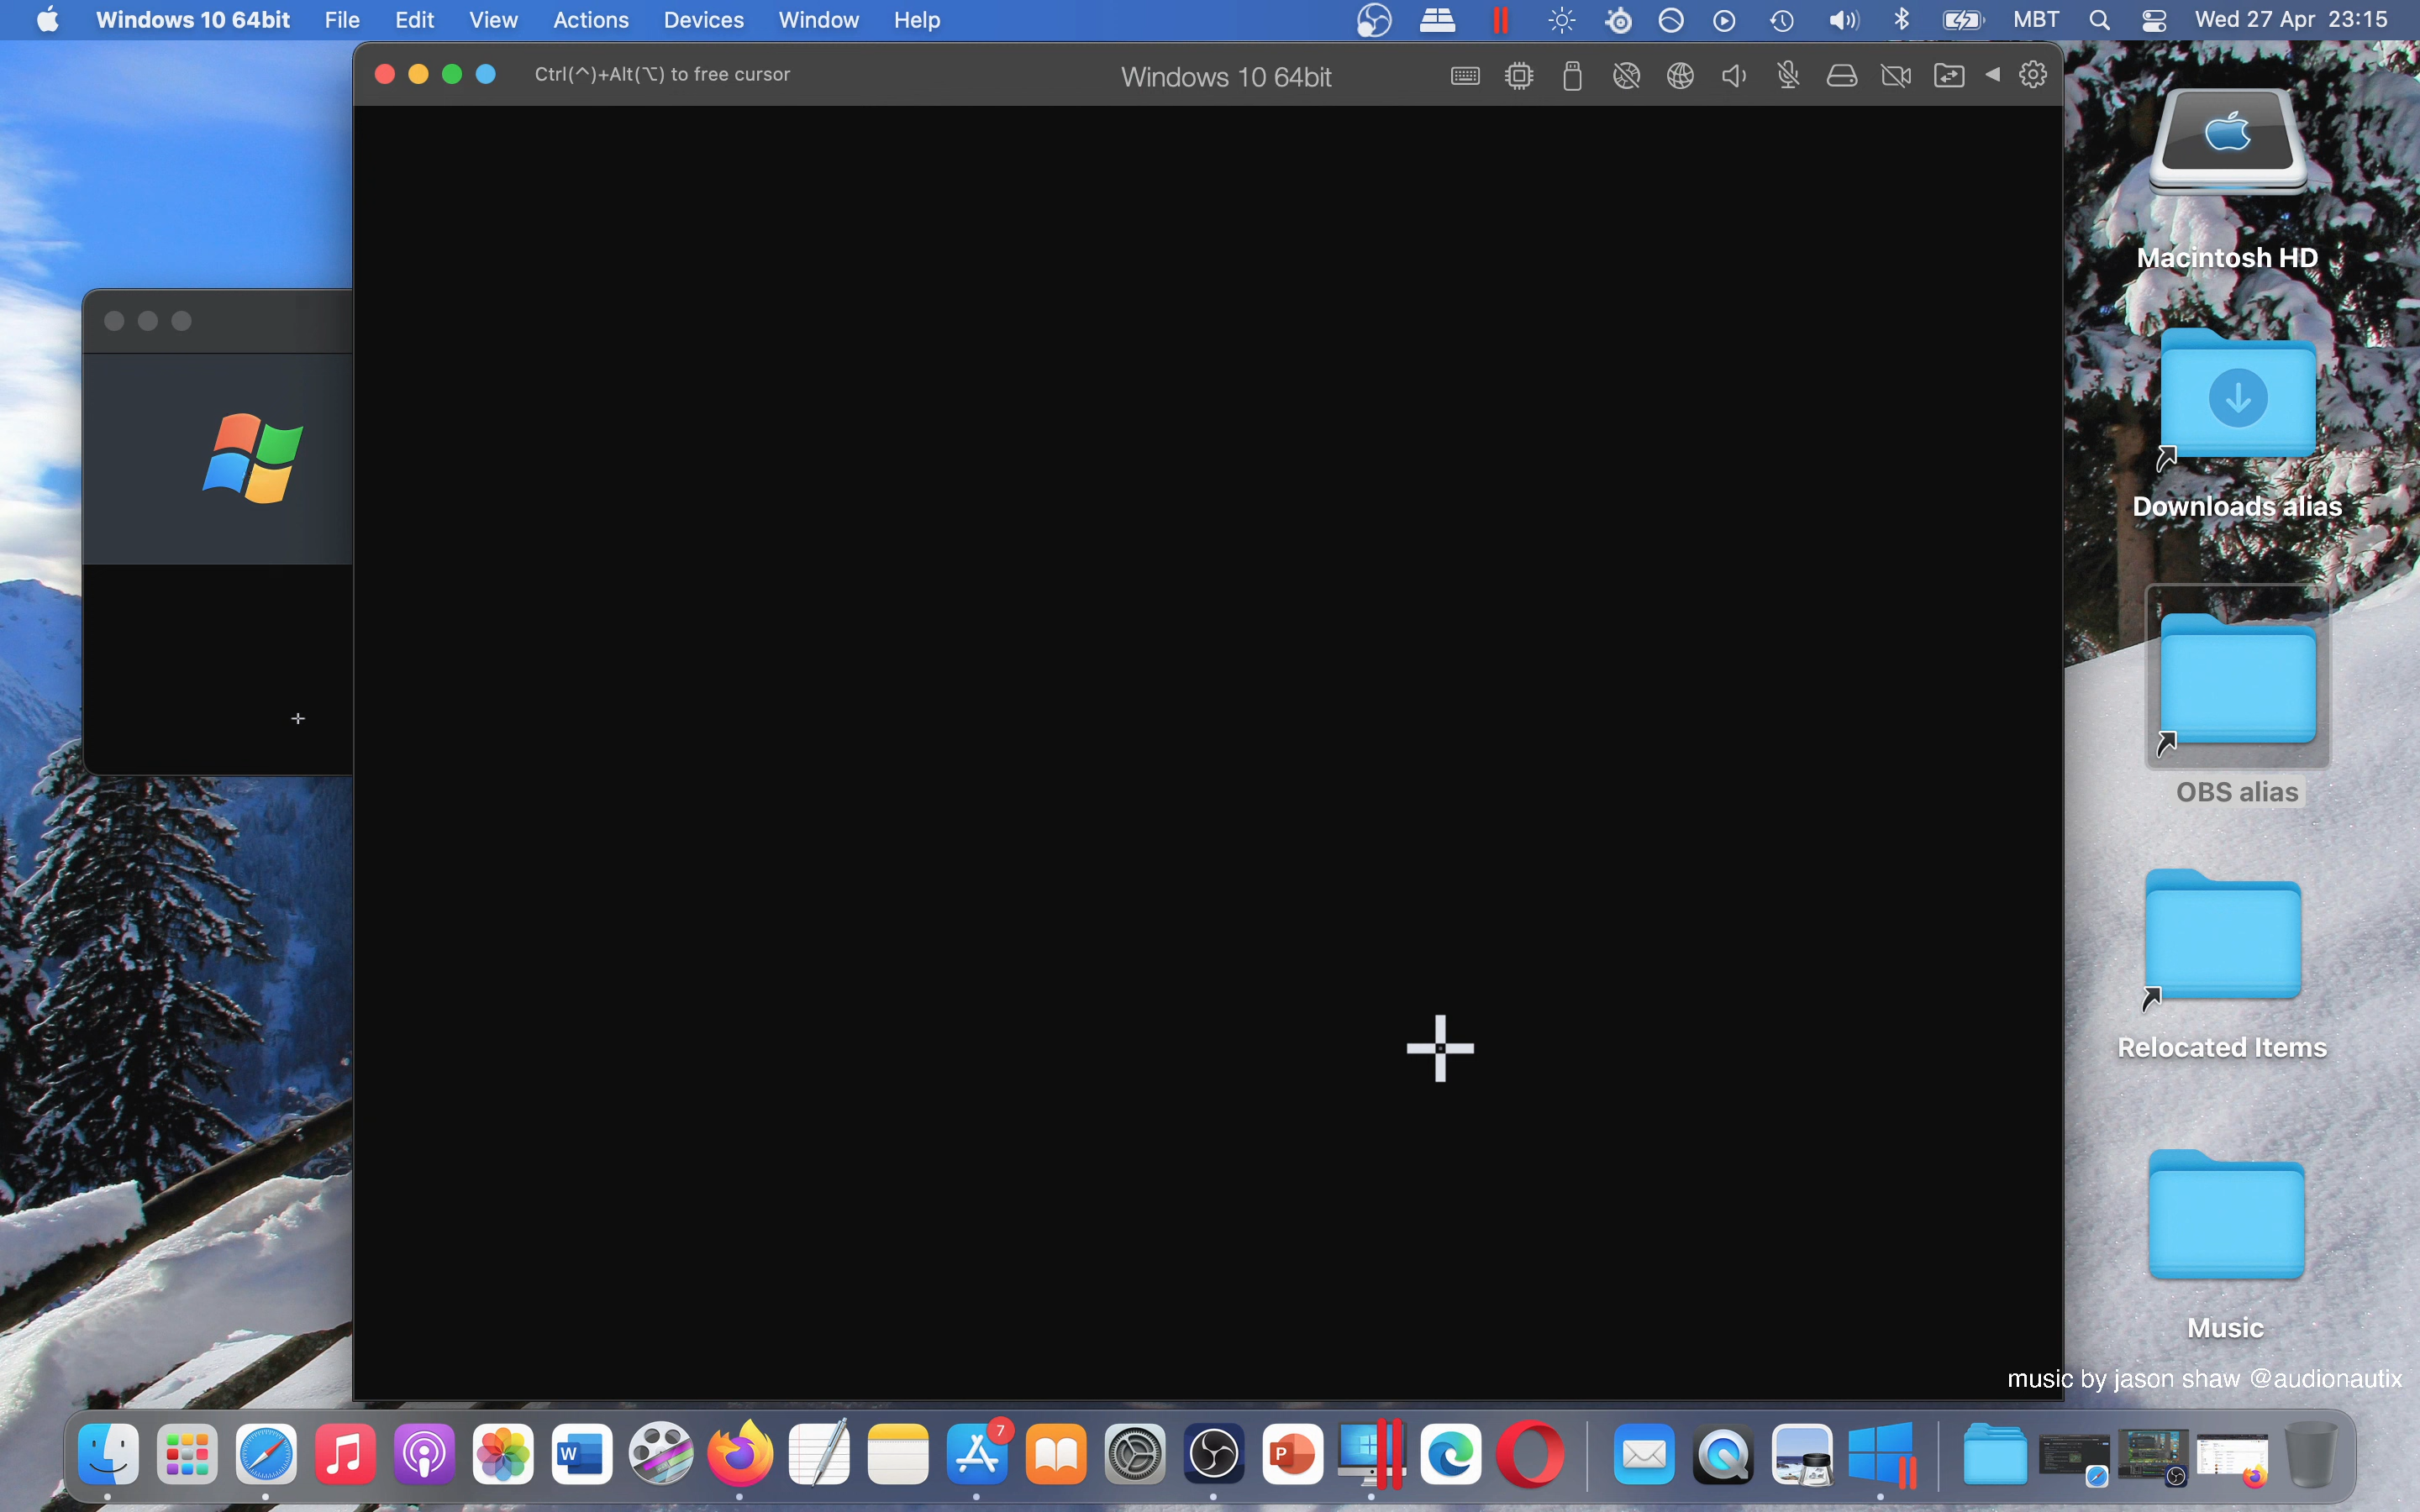 Windows 10 64bit File Edit View Actions Devices Window Help MBT Wed 27 Apr 23:15
Ctrl(^)+Alt(⌥) to free cursor Windows 10 64bit
Macintosh HD
Downloads alias
OBS alias
Relocated Items
Music
music by jason shaw @audionautix
7
W
P